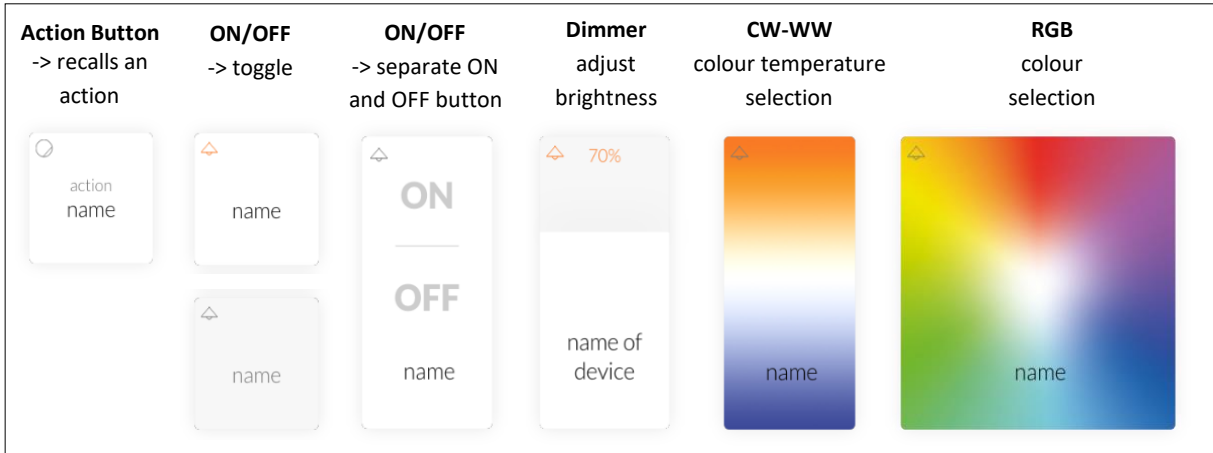 Action Button
-> recalls an
action
ON/OFF
-> toggle
ON/OFF
-> separate ON
and OFF button
Dimmer
adjust
brightness
CW-WW
colour temperature
selection
RGB
colour
selection
action
name
name
name
ON
OFF
name
70%
name of
device
name
name